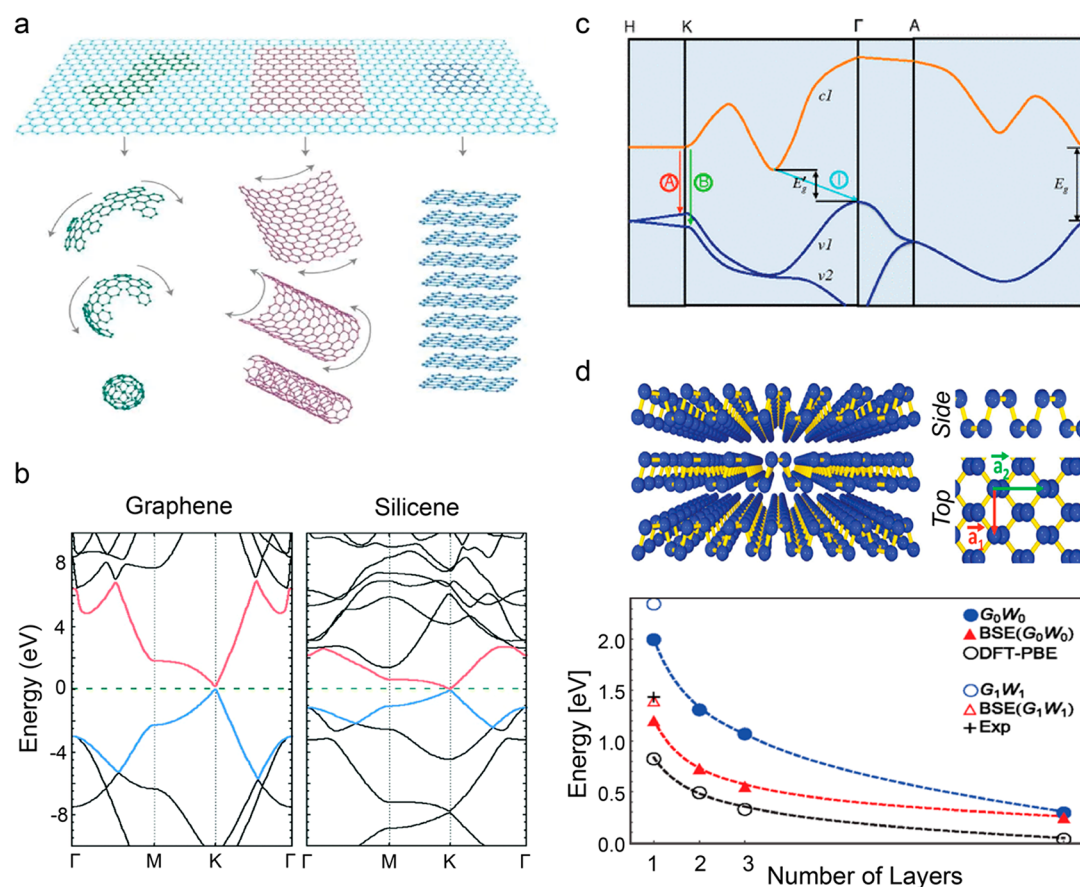 a
b
Graphene
Silicene
Energy (eV)
8
4
0
-4
-8
Γ M K Γ
Γ M K Γ
c
H K Γ A
c1
A B
E'g
1
Eg
v1
v2
d
Side
Top
a₂
a₁
Energy [eV]
2.0
1.5
1.0
0.5
0.0
G₀W₀
BSE(G₀W₀)
DFT-PBE
G₁W₁
BSE(G₁W₁)
Exp
1 2 3
Number of Layers